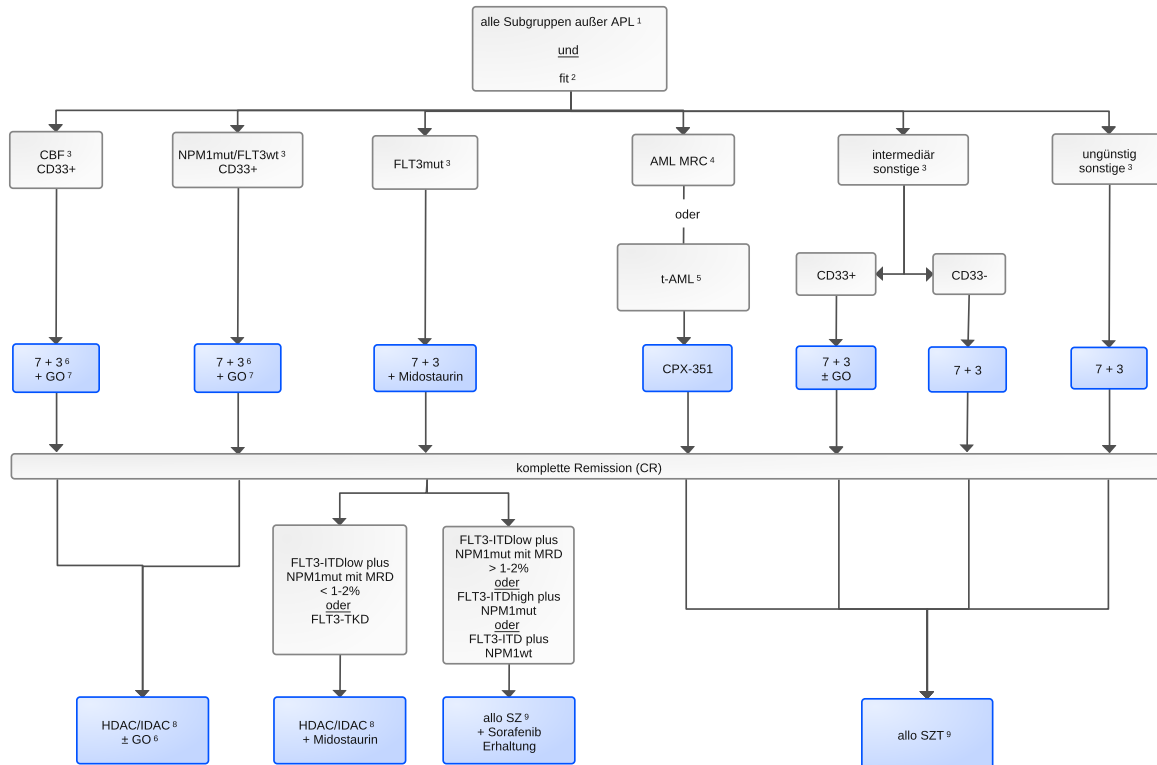 alle Subgruppen außer APL 1
und
fit 2
CBF 3
CD33+
NPM1mut/FLT3wt 3
CD33+
FLT3mut 3
AML MRC 4
oder
t-AML 5
intermediär
sonstige 3
ungünstig
sonstige 3
CD33+
CD33-
7 + 3 6
+ GO 7
7 + 3 6
+ GO 7
7 + 3
+ Midostaurin
CPX-351
7 + 3
± GO
7 + 3
7 + 3
komplette Remission (CR)
FLT3-ITDlow plus
NPM1mut mit MRD
< 1-2%
oder
FLT3-TKD
FLT3-ITDlow plus
NPM1mut mit MRD
> 1-2%
oder
FLT3-ITDhigh plus
NPM1mut
oder
FLT3-ITD plus
NPM1wt
HDAC/IDAC 8
± GO 6
HDAC/IDAC 8
+ Midostaurin
allo SZ 9
+ Sorafenib
Erhaltung
allo SZT 9